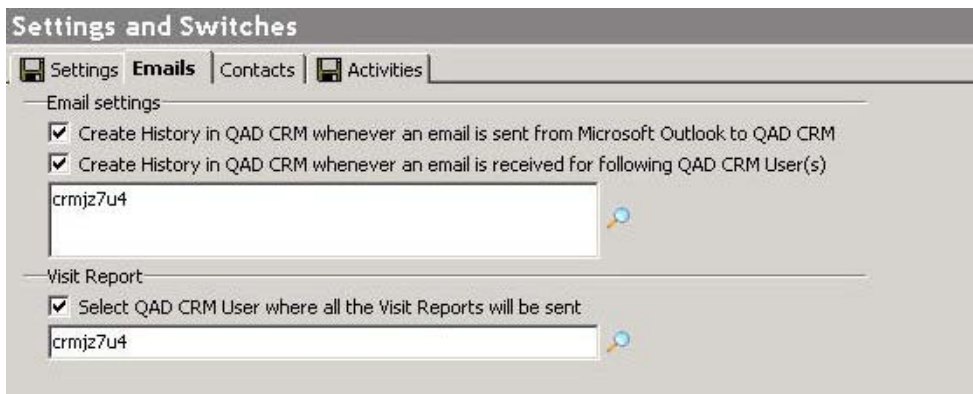 Settings and Switches
Settings Emails Contacts Activities
Email settings
Create History in QAD CRM whenever an email is sent from Microsoft Outlook to QAD CRM
Create History in QAD CRM whenever an email is received for following QAD CRM User(s)
crmjz7u4
Visit Report
Select QAD CRM User where all the Visit Reports will be sent
crmjz7u4